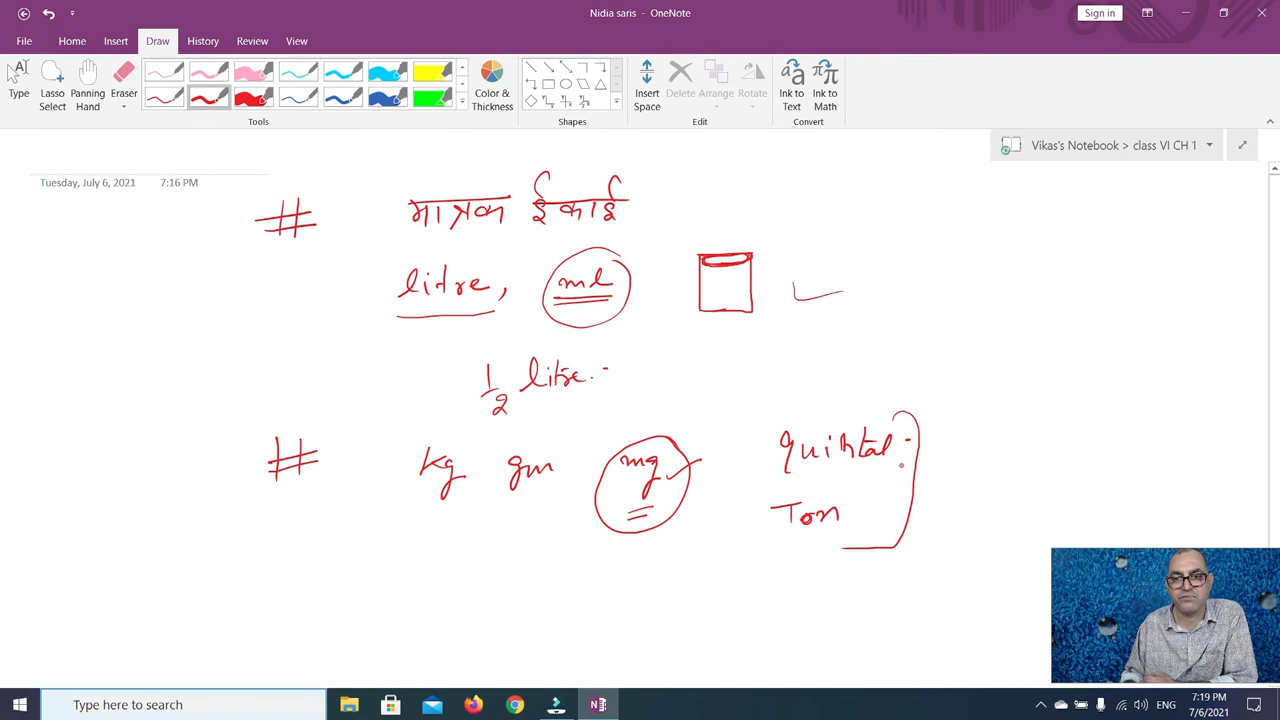 Nidia saris - OneNote
Sign in
File Home Insert Draw History Review View
Type
Lasso Select
Panning Hand
Eraser
Color & Thickness
Insert Space
Delete
Arrange
Rotate
Ink to Text
Ink to Math
Tools
Shapes
Edit
Convert
Vikas's Notebook > class VI CH 1
Tuesday, July 6, 2021 7:16 PM
# मात्रक ईकाई
litre, ml
1/2 litre.
# kg gm mg quintal
Ton
Type here to search
ENG
7:19 PM
7/6/2021